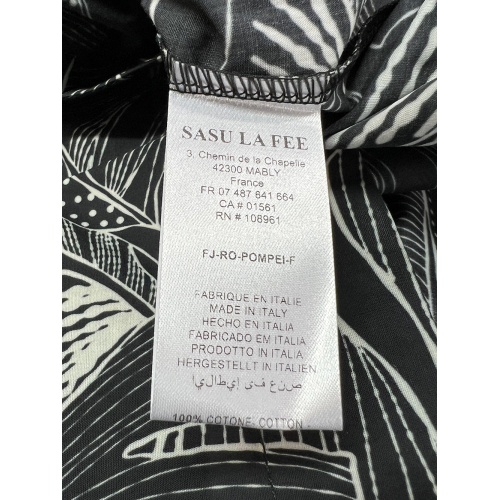 SASU LA FEE
3, Chemin de la Chapelle
42300 MABLY
France
FR 07 487 641 664
CA # 01561
RN # 108961
FJ-RO-POMPEI-F
FABRIQUE EN ITALIE
MADE IN ITALY
HECHO EN ITALIA
FABRICADO EM ITALIA
PRODOTTO IN ITALIA
HERGESTELLT IN ITALIEN
صنع فى إيطاليا
100% COTONE- COTTON -